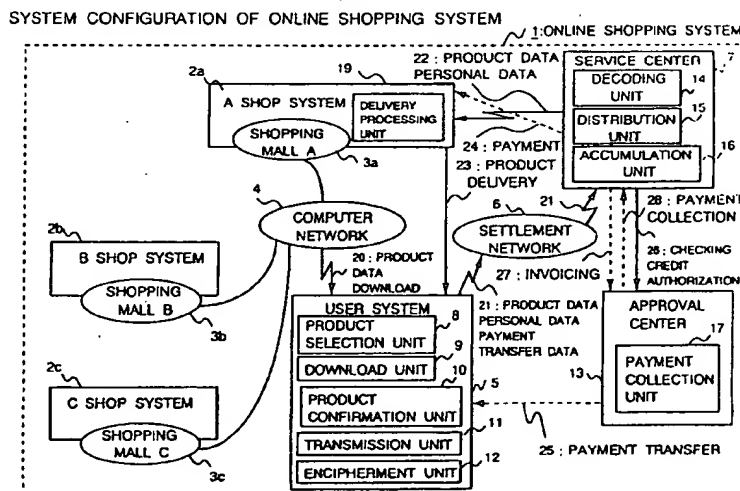 SYSTEM CONFIGURATION OF ONLINE SHOPPING SYSTEM
1:ONLINE SHOPPING SYSTEM
2a
19
22 : PRODUCT DATA
PERSONAL DATA
SERVICE CENTER
7
DECODING
UNIT
14
DISTRIBUTION
UNIT
15
ACCUMULATION
UNIT
16
A SHOP SYSTEM
DELIVERY
PROCESSING
UNIT
SHOPPING
MALL A
3a
24 : PAYMENT
23 : PRODUCT
DELIVERY
4
COMPUTER
NETWORK
6
21
SETTLEMENT
NETWORK
28 : PAYMENT
COLLECTION
26 : CHECKING
CREDIT
AUTHORIZATION
27 : INVOICING
2b
B SHOP SYSTEM
SHOPPING
MALL B
3b
20 : PRODUCT
DATA
DOWNLOAD
USER SYSTEM
PRODUCT
SELECTION UNIT
8
DOWNLOAD UNIT
9
PRODUCT
CONFIRMATION UNIT
10
5
TRANSMISSION UNIT
11
ENCIPHERMENT UNIT
12
21 : PRODUCT DATA
PERSONAL DATA
PAYMENT
TRANSFER DATA
APPROVAL
CENTER
17
13
PAYMENT
COLLECTION
UNIT
2c
C SHOP SYSTEM
SHOPPING
MALL C
3c
25 : PAYMENT TRANSFER